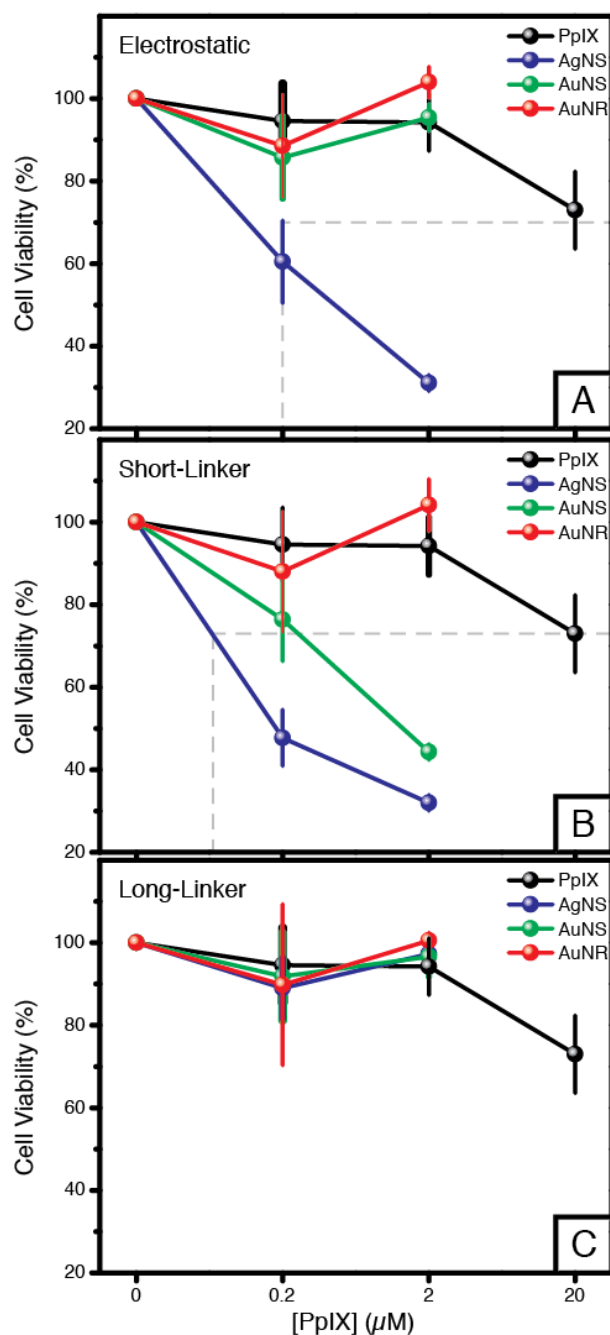 Electrostatic
PpIX
AgNS
AuNS
AuNR
100
80
60
40
20
Cell Viability (%)
A
Short-Linker
PpIX
AgNS
AuNS
AuNR
100
80
60
40
20
Cell Viability (%)
B
Long-Linker
PpIX
AgNS
AuNS
AuNR
100
80
60
40
20
Cell Viability (%)
C
0 0.2 2 20
[PpIX] (µM)